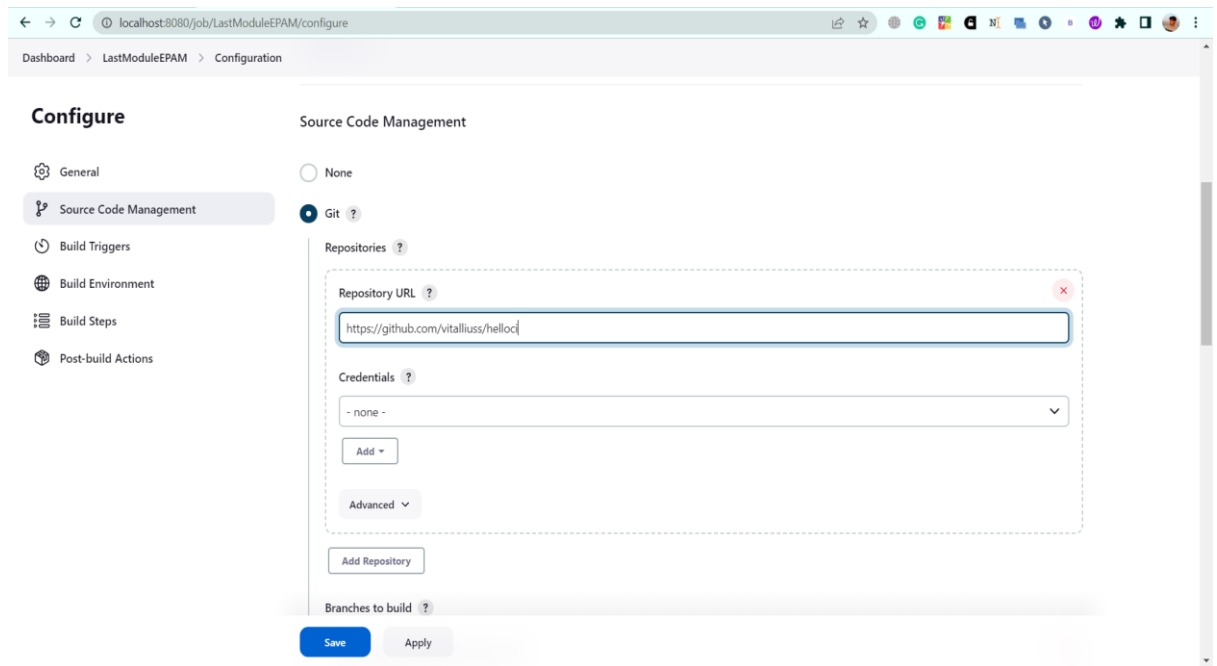 localhost:8080/job/LastModuleEPAM/configure
Dashboard > LastModuleEPAM > Configuration
Configure
General
Source Code Management
Build Triggers
Build Environment
Build Steps
Post-build Actions
Source Code Management
None
Git ?
Repositories ?
Repository URL ?
https://github.com/vitalliuss/helloci
Credentials ?
- none -
Add
Advanced
Add Repository
Branches to build ?
Save Apply